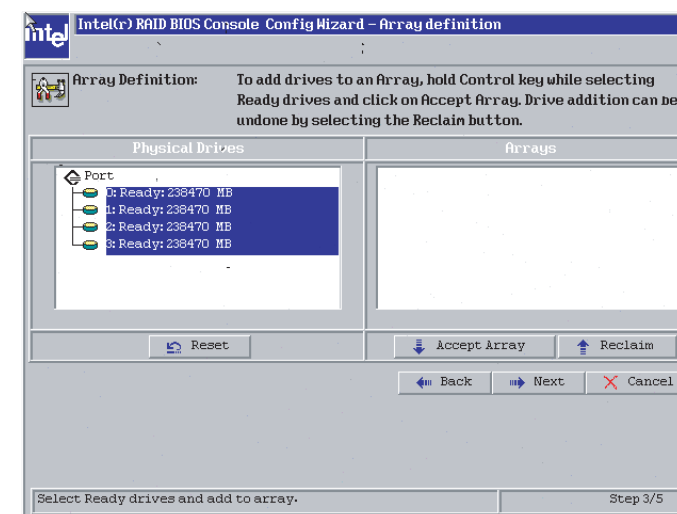 intel
Intel(r) RAID BIOS Console Config Wizard – Array definition
Array Definition:
To add drives to an Array, hold Control key while selecting
Ready drives and click on Accept Array. Drive addition can be
undone by selecting the Reclaim button.
Physical Drives
Arrays
Port
0: Ready: 238470 MB
1: Ready: 238470 MB
2: Ready: 238470 MB
3: Ready: 238470 MB
Reset
Accept Array
Reclaim
Back
Next
Cancel
Select Ready drives and add to array.
Step 3/5